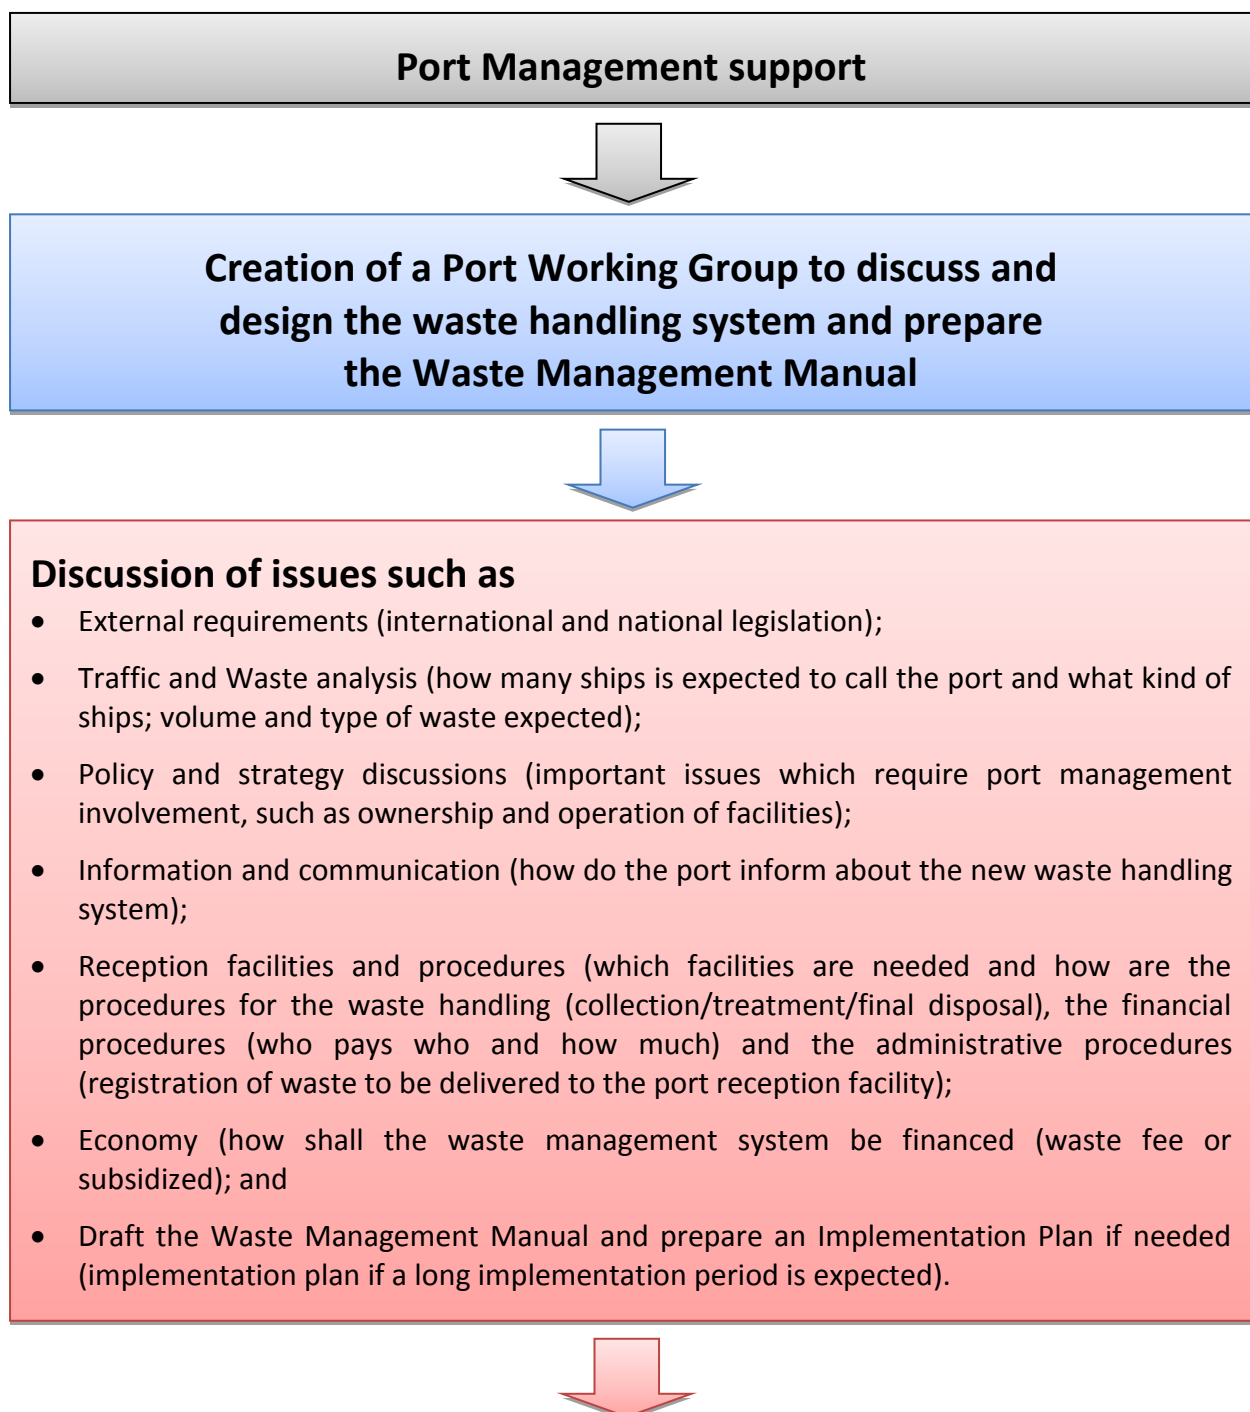 Port Management support
Creation of a Port Working Group to discuss and
design the waste handling system and prepare
the Waste Management Manual
Discussion of issues such as
• External requirements (international and national legislation);
• Traffic and Waste analysis (how many ships is expected to call the port and what kind of
ships; volume and type of waste expected);
• Policy and strategy discussions (important issues which require port management
involvement, such as ownership and operation of facilities);
• Information and communication (how do the port inform about the new waste handling
system);
• Reception facilities and procedures (which facilities are needed and how are the
procedures for the waste handling (collection/treatment/final disposal), the financial
procedures (who pays who and how much) and the administrative procedures
(registration of waste to be delivered to the port reception facility);
• Economy (how shall the waste management system be financed (waste fee or
subsidized); and
• Draft the Waste Management Manual and prepare an Implementation Plan if needed
(implementation plan if a long implementation period is expected).